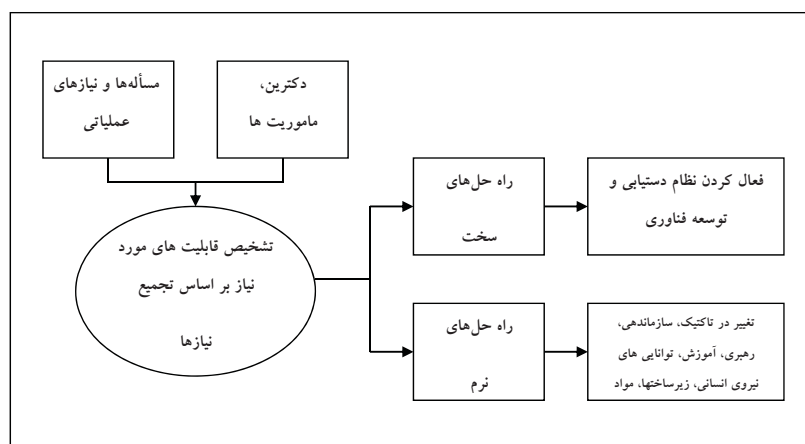 دکترین،
ماموریت ها
مسأله‌ها و نیازهای
عملیاتی
تشخیص قابلیت های مورد
نیاز بر اساس تجمیع
نیازها
راه حل‌های
سخت
فعال کردن نظام دستیابی و
توسعه فناوری
راه حل‌های
نرم
تغییر در تاکتیک، سازماندهی،
رهبری، آموزش، توانایی های
نیروی انسانی، زیرساختها، مواد